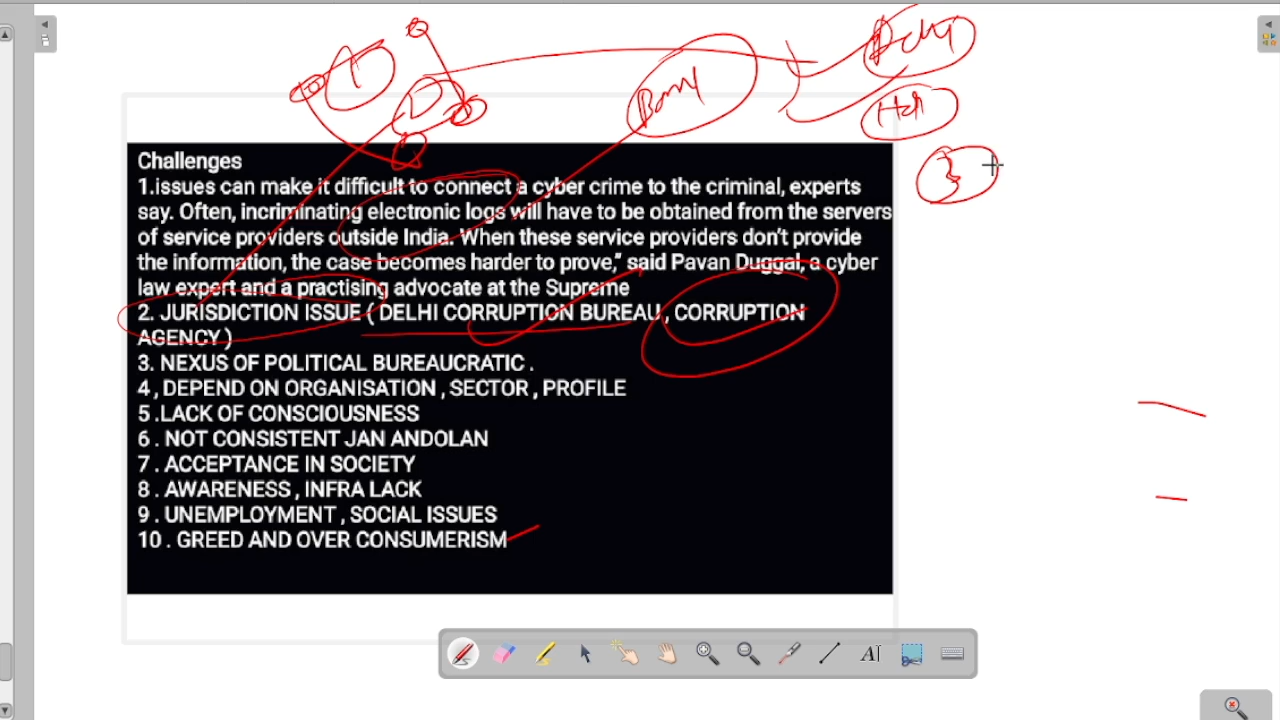 Challenges
1.issues can make it difficult to connect a cyber crime to the criminal, experts
say. Often, incriminating electronic logs will have to be obtained from the servers
of service providers outside India. When these service providers don't provide
the information, the case becomes harder to prove," said Pavan Duggal, a cyber
law expert and a practising advocate at the Supreme
2. JURISDICTION ISSUE ( DELHI CORRUPTION BUREAU , CORRUPTION
AGENCY )
3. NEXUS OF POLITICAL BUREAUCRATIC .
4 , DEPEND ON ORGANISATION , SECTOR , PROFILE
5 .LACK OF CONSCIOUSNESS
6 . NOT CONSISTENT JAN ANDOLAN
7 . ACCEPTANCE IN SOCIETY
8 . AWARENESS , INFRA LACK
9 . UNEMPLOYMENT , SOCIAL ISSUES
10 . GREED AND OVER CONSUMERISM